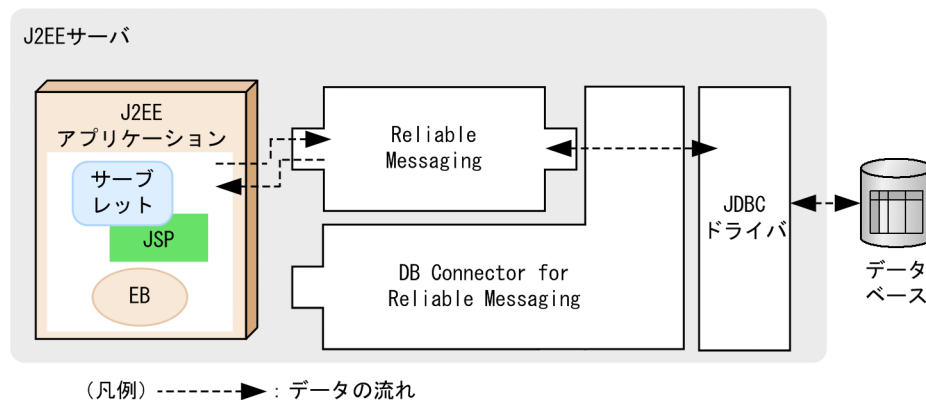 J2EEサーバ
J2EE
アプリケーション
サーブ
レット
JSP
EB
Reliable
Messaging
DB Connector for
Reliable Messaging
JDBC
ドライバ
データ
ベース
(凡例) : データの流れ